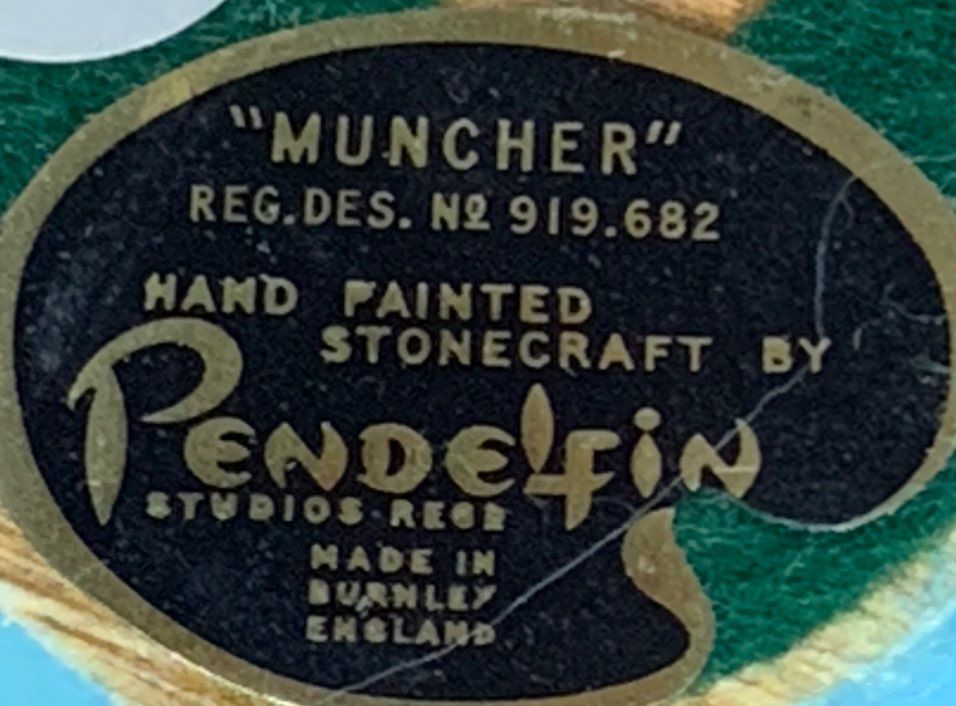 "MUNCHER"
REG.DES. Nº 919.682
HAND PAINTED
STONECRAFT BY
PENDELFIN
STUDIOS·REGD
MADE IN
BURNLEY
ENGLAND